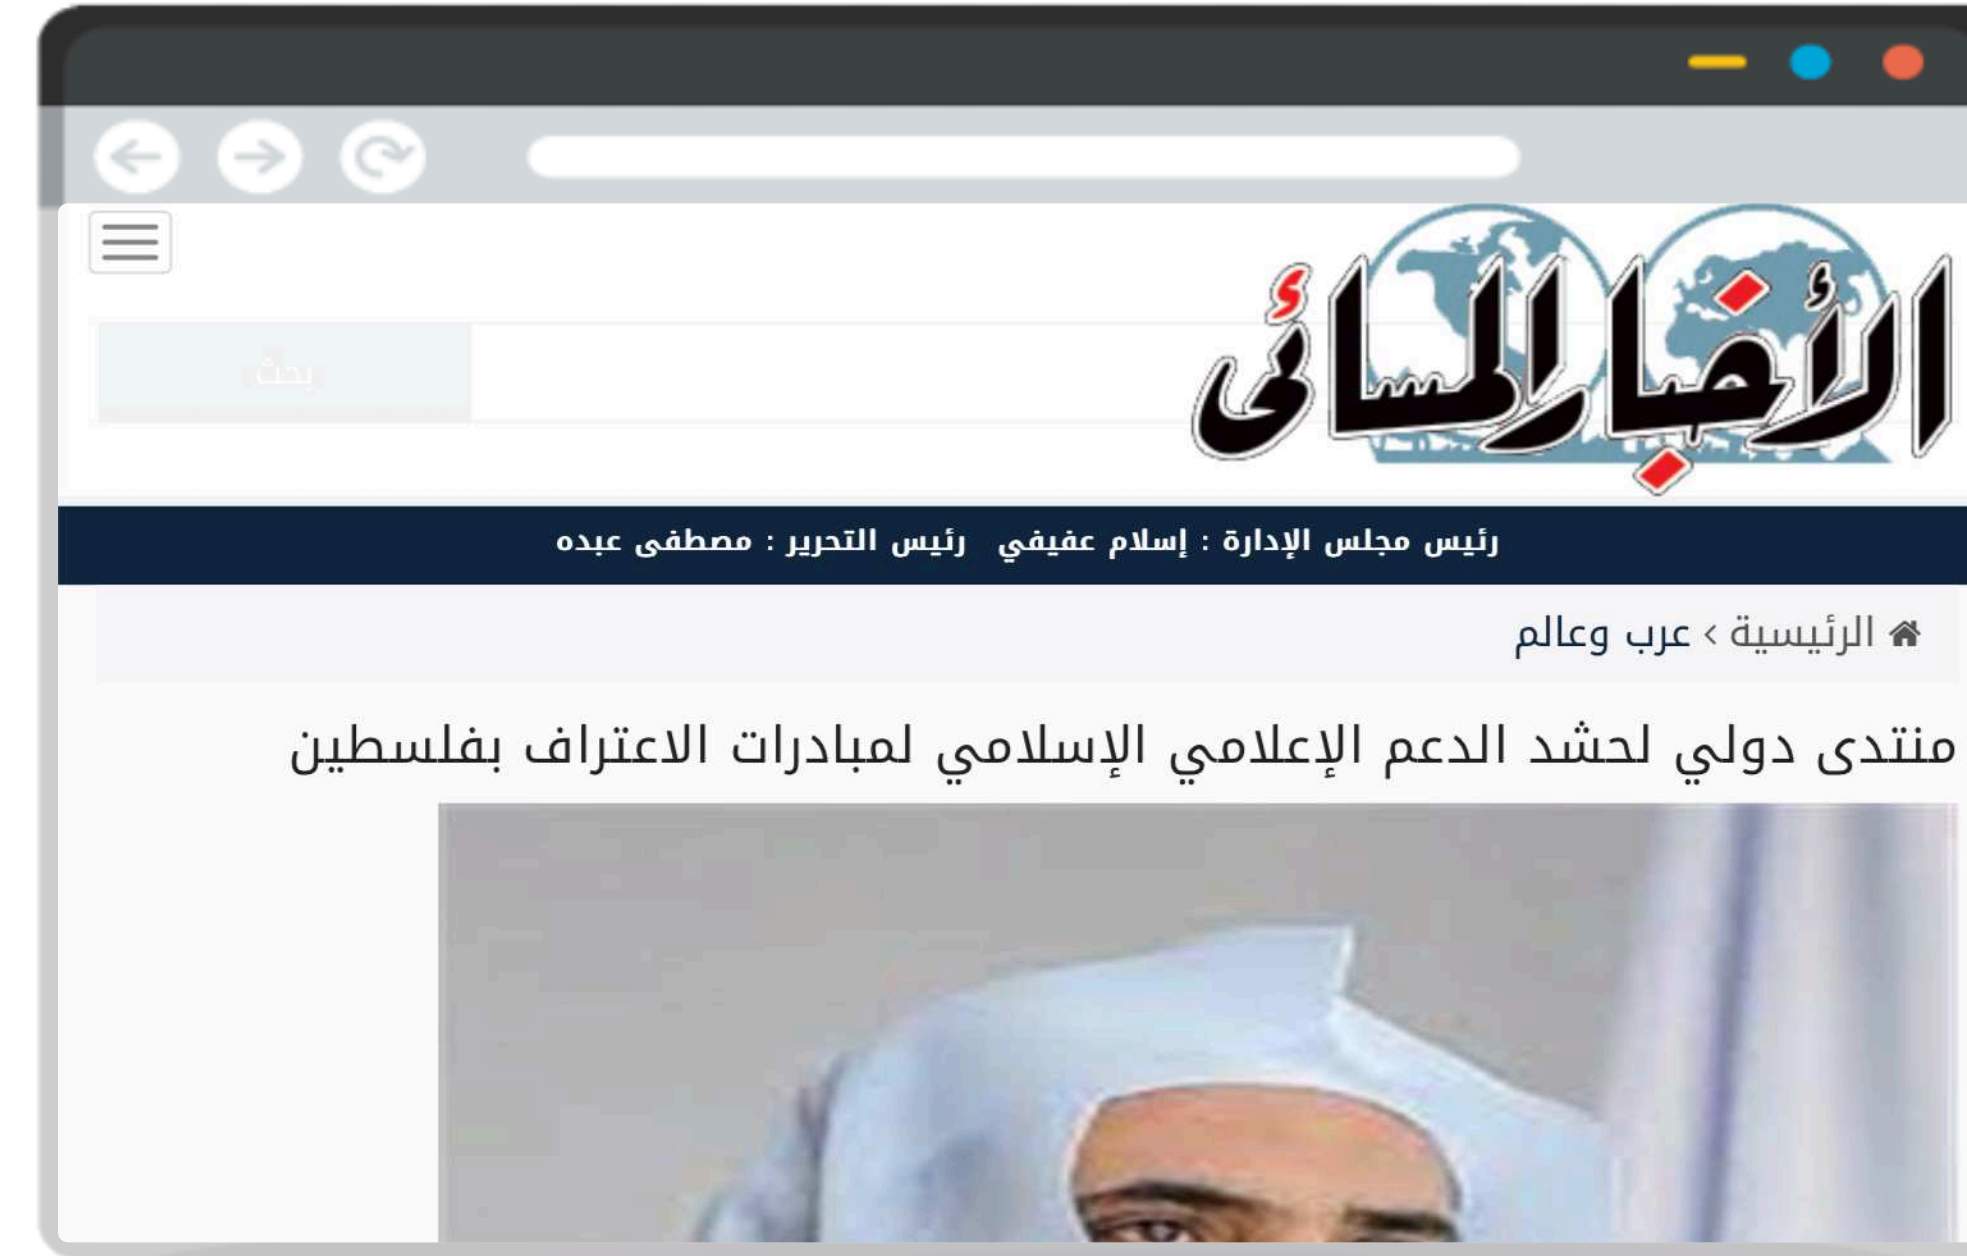 الأخبار المسائى
بحث
رئيس مجلس الإدارة : إسلام عفيفي رئيس التحرير : مصطفى عبده
الرئيسية › عرب وعالم
منتدى دولي لحشد الدعم الإعلامي الإسلامي لمبادرات الاعتراف بفلسطين